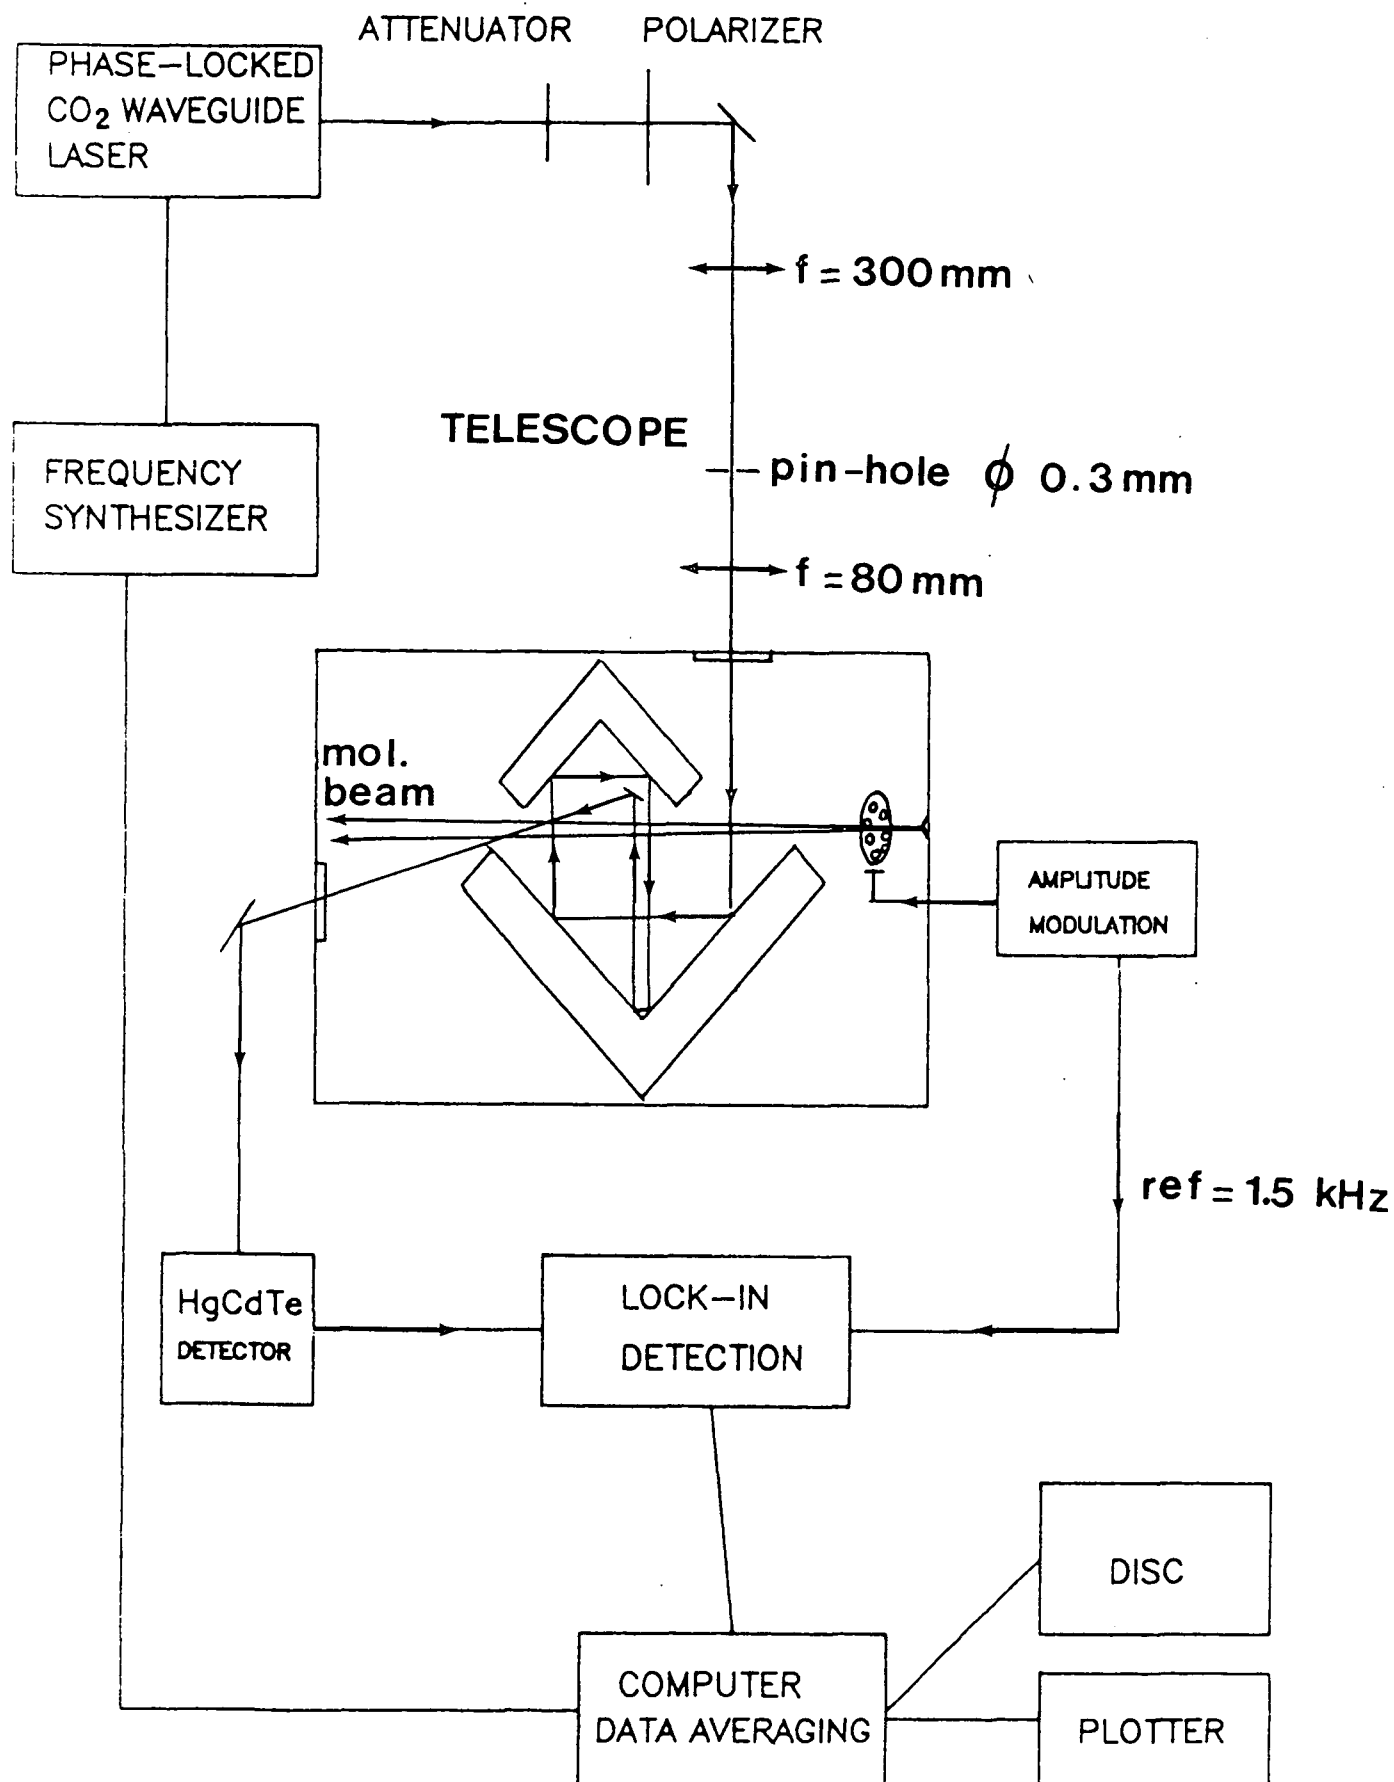 ATTENUATOR
POLARIZER
PHASE–LOCKED
CO₂ WAVEGUIDE
LASER
f = 300 mm
TELESCOPE
pin-hole ϕ 0.3 mm
FREQUENCY
SYNTHESIZER
f = 80 mm
mol.
beam
AMPLITUDE
MODULATION
ref = 1.5 kHz
HgCdTe
DETECTOR
LOCK–IN
DETECTION
DISC
COMPUTER
DATA AVERAGING
PLOTTER